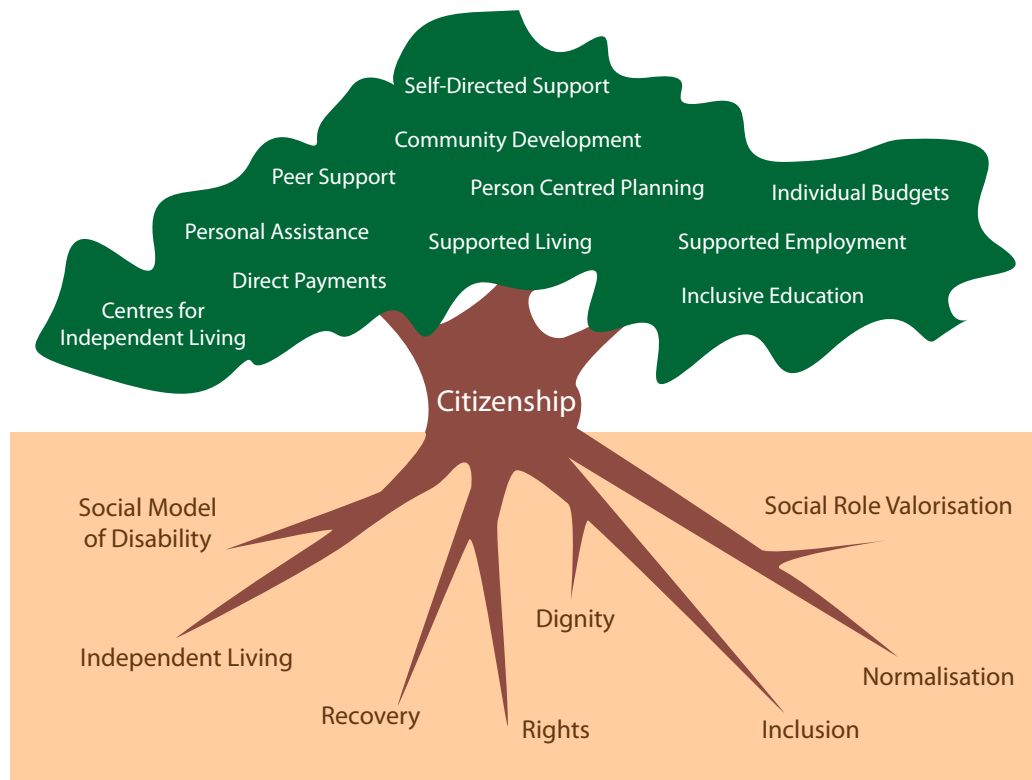 Self-Directed Support
Community Development
Peer Support
Person Centred Planning
Individual Budgets
Personal Assistance
Supported Living
Supported Employment
Direct Payments
Inclusive Education
Centres for
Independent Living
Citizenship
Social Model
of Disability
Social Role Valorisation
Dignity
Independent Living
Normalisation
Recovery
Rights
Inclusion